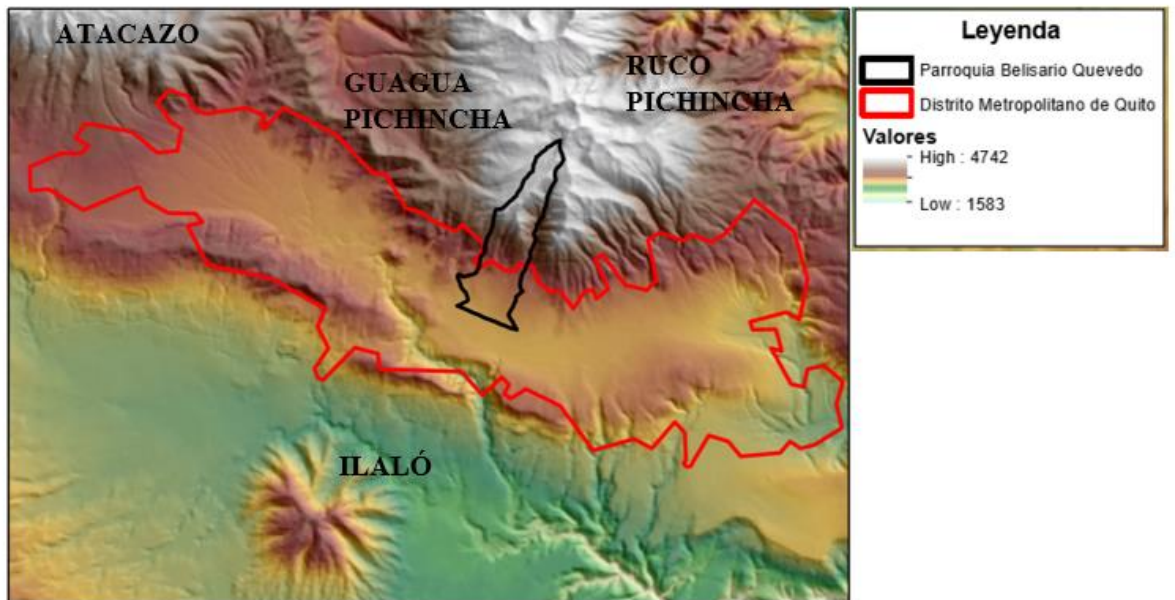 ATACAZO
GUAGUA
PICHINCHA
RUCO
PICHINCHA
ILALÓ
Leyenda
Parroquia Belisario Quevedo
Distrito Metropolitano de Quito
Valores
High : 4742
Low : 1583